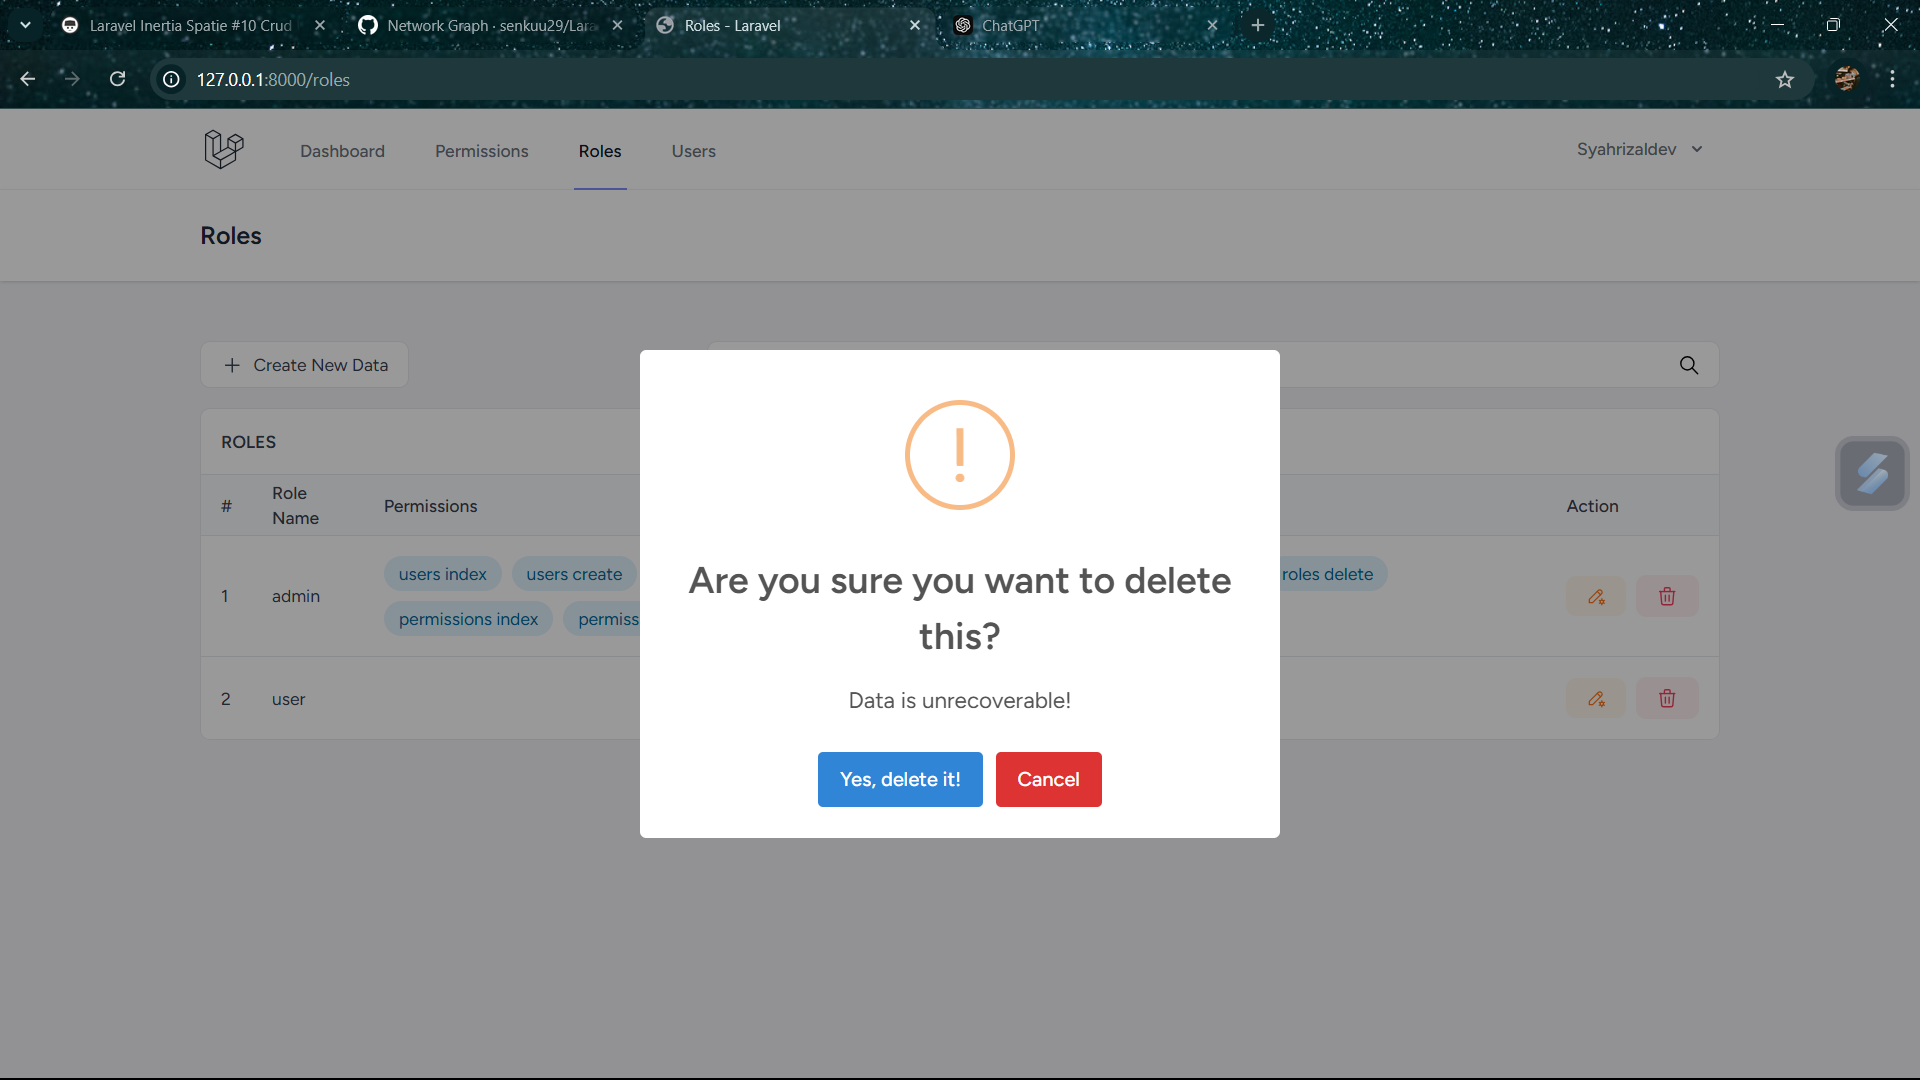 Laravel Inertia Spatie #10 Crud
Network Graph · senkuu29/Lara
Roles - Laravel
ChatGPT
127.0.0.1:8000/roles
Dashboard
Permissions
Roles
Users
Syahrizaldev
Roles
+ Create New Data
ROLES
#
Role
Name
Permissions
Action
1
admin
users index
users create
roles delete
permissions index
permiss
2
user
!
Are you sure you want to delete
this?
Data is unrecoverable!
Yes, delete it!
Cancel